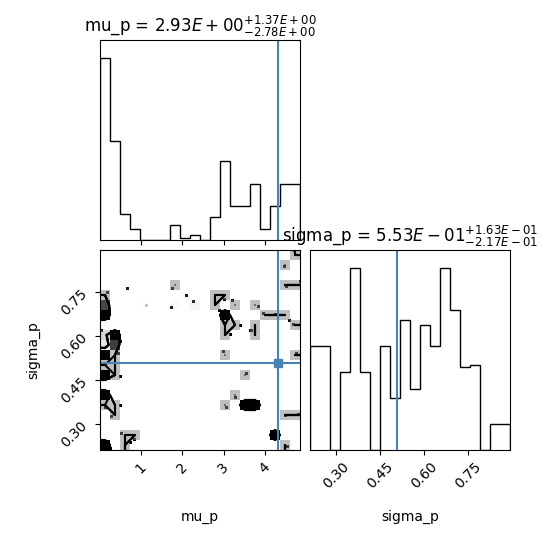 mu_p = 2.93E+00+1.37E+00−2.78E+00
sigma_p = 5.53E−01+1.63E−01−2.17E−01
sigma_p
0.75
0.60
0.45
0.30
1 2 3 4
0.30 0.45 0.60 0.75
mu_p
sigma_p